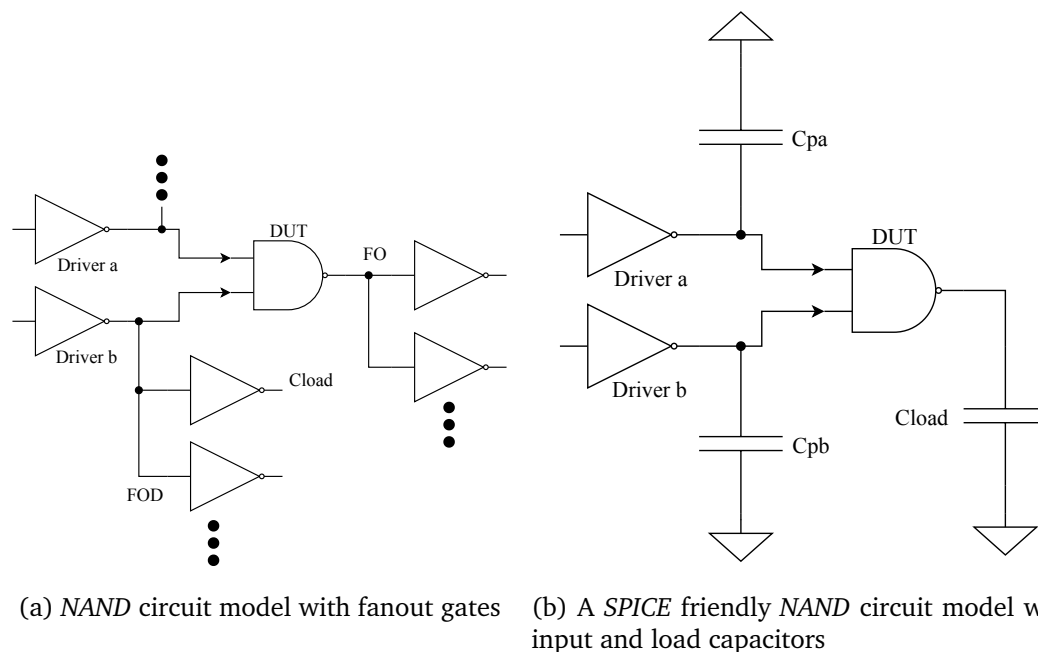 DUT
FO
Driver a
Driver b
Cload
FOD
(a) NAND circuit model with fanout gates
Cpa
DUT
Driver a
Driver b
Cload
Cpb
(b) A SPICE friendly NAND circuit model w
input and load capacitors